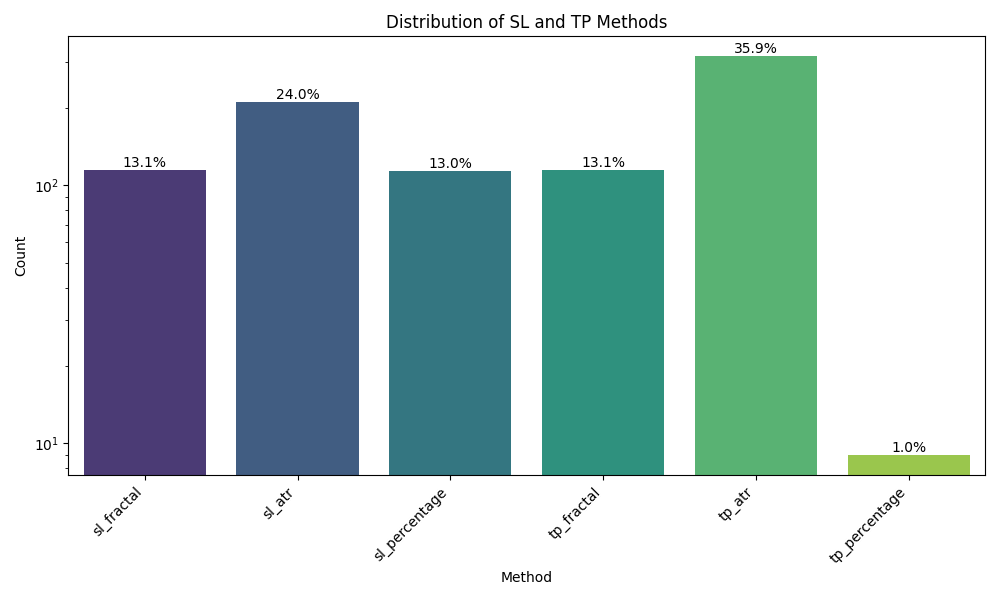 Distribution of SL and TP Methods
35.9%
24.0%
13.1%
13.0%
13.1%
1.0%
10²
10¹
Count
sl_fractal
sl_atr
sl_percentage
tp_fractal
tp_atr
tp_percentage
Method